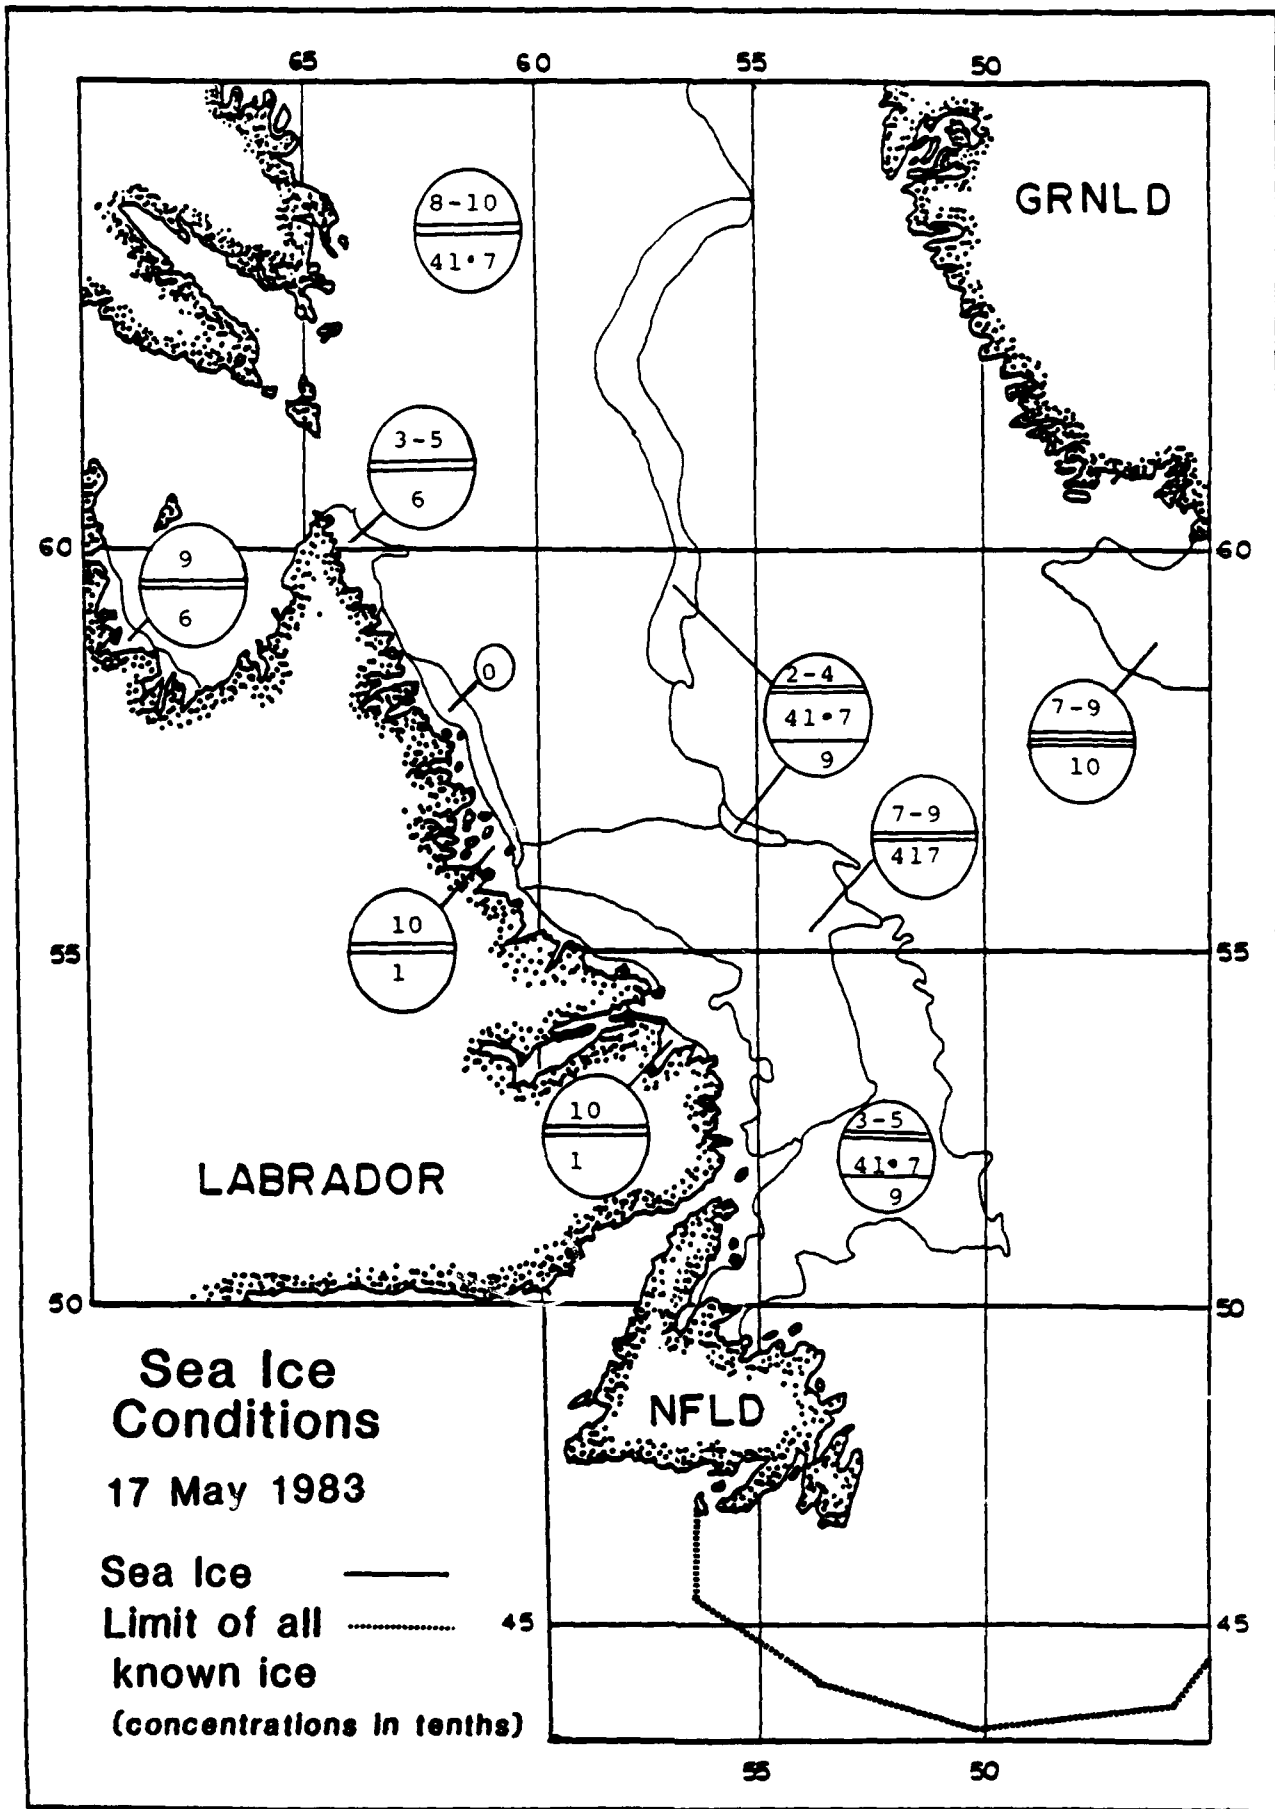 65 60 55 50
GRNLD
8-10
41•7
3-5
6
60 60
9
6
0
2-4
41•7
9
7-9
10
7-9
417
10
1
55 55
10
1
3-5
41•7
9
LABRADOR
50 50
Sea Ice
Conditions
NFLD
17 May 1983
Sea Ice
Limit of all
known ice
(concentrations in tenths)
45 45
55 50